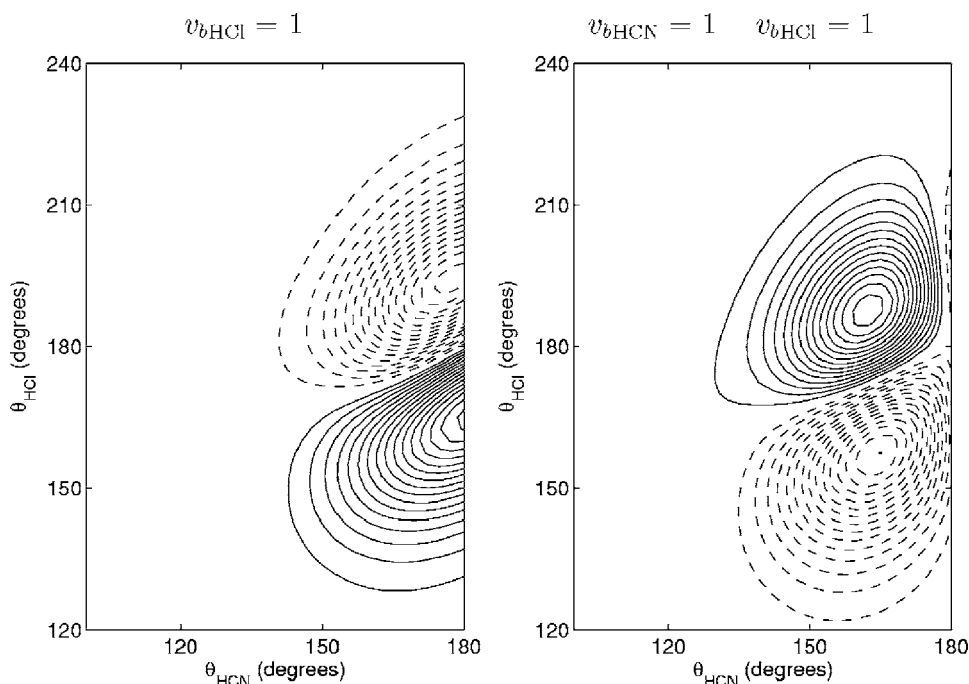 v_bHCl = 1
v_bHCN = 1 v_bHCl = 1
240
210
180
150
120
θ_HCl (degrees)
120 150 180
θ_HCN (degrees)
240
210
180
150
120
θ_HCl (degrees)
120 150 180
θ_HCN (degrees)